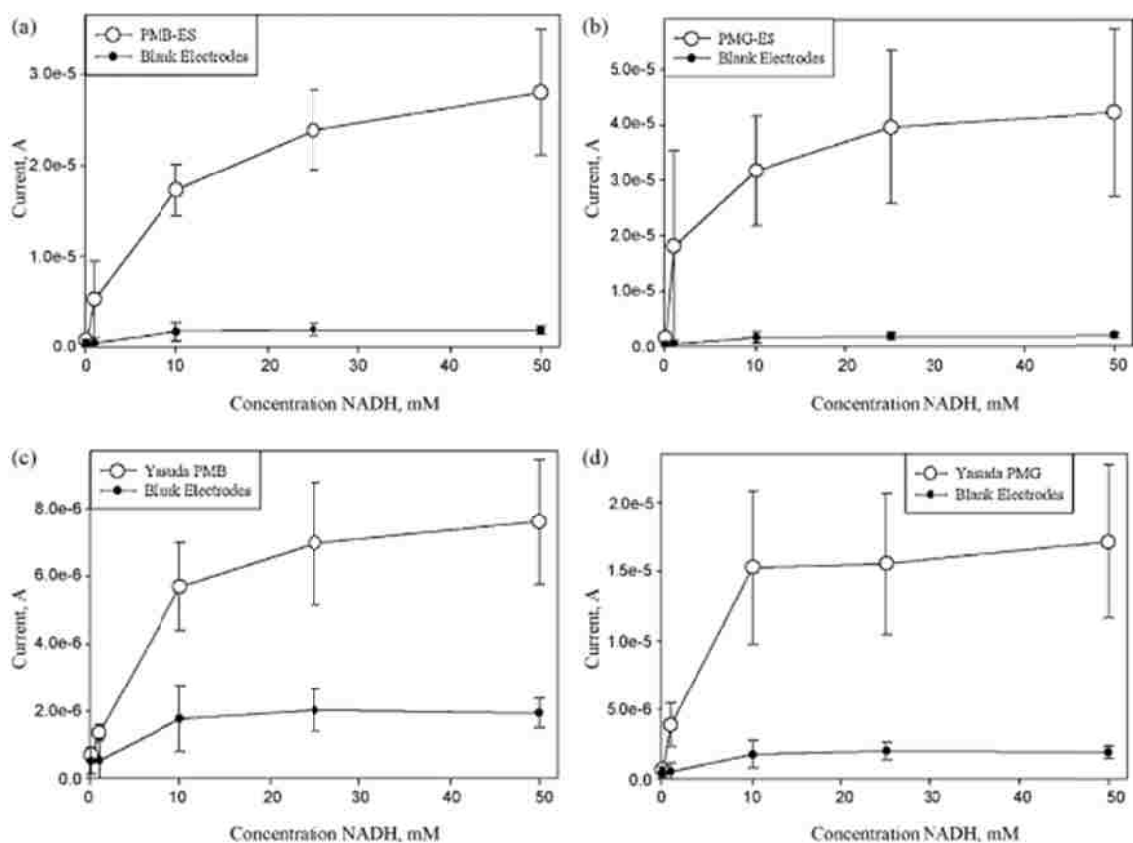 (a)
PMB-ES
Blank Electrodes
3.0e-5
2.0e-5
1.0e-5
0.0
Current, A
0 10 20 30 40 50
Concentration NADH, mM
(b)
PMG-ES
Blank Electrodes
5.0e-5
4.0e-5
3.0e-5
2.0e-5
1.0e-5
0.0
Current, A
0 10 20 30 40 50
Concentration NADH, mM
(c)
Yasuda PMB
Blank Electrodes
8.0e-6
6.0e-6
4.0e-6
2.0e-6
0.0
Current, A
0 10 20 30 40 50
Concentration NADH, mM
(d)
Yasuda PMG
Blank Electrodes
2.0e-5
1.5e-5
1.0e-5
5.0e-6
0.0
Current, A
0 10 20 30 40 50
Concentration NADH, mM